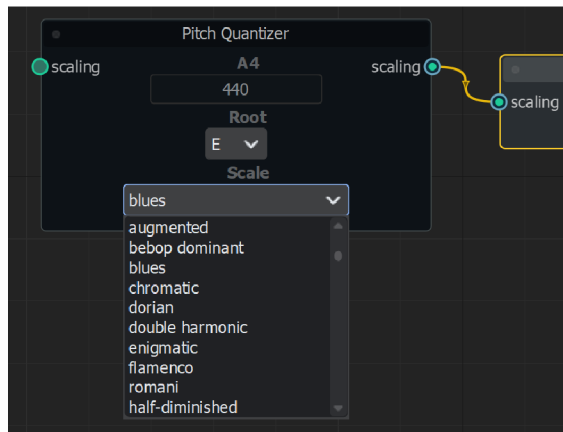 Pitch Quantizer
scaling
A4
scaling
440
Root
E
Scale
scaling
blues
augmented
bebop dominant
blues
chromatic
dorian
double harmonic
enigmatic
flamenco
romani
half-diminished